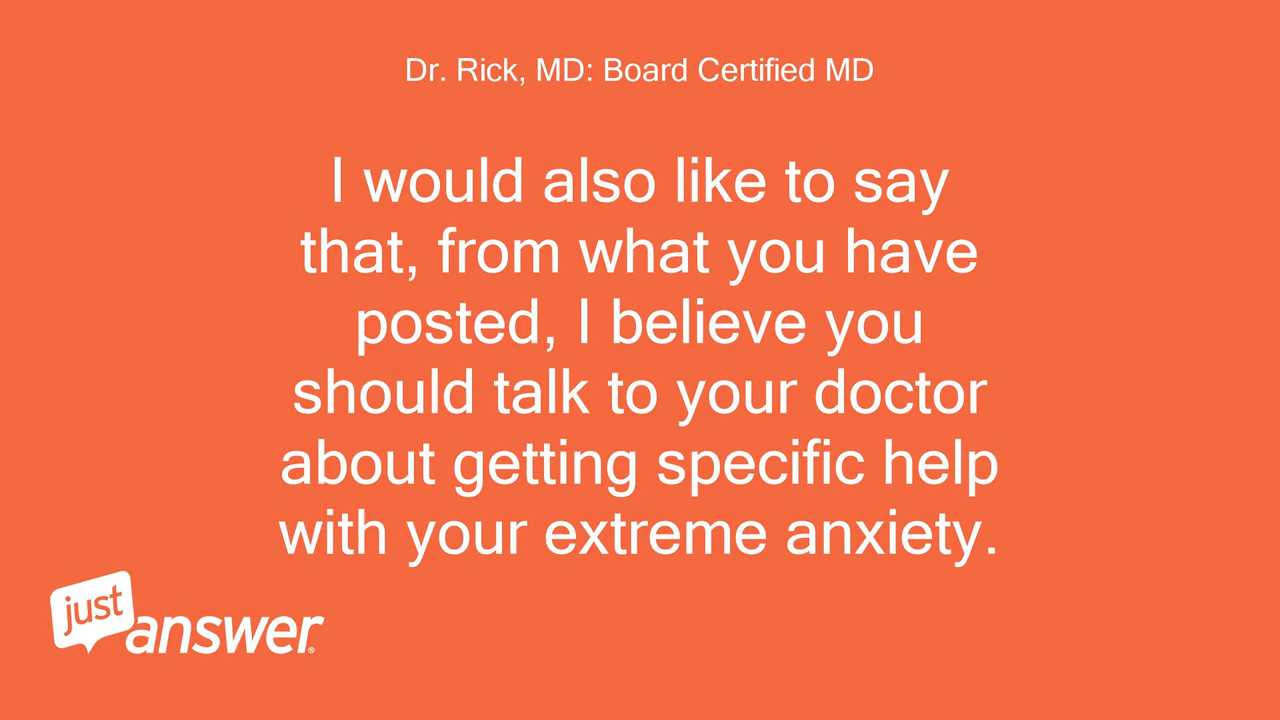 Dr. Rick, MD: Board Certified MD
I would also like to say
that, from what you have
posted, I believe you
should talk to your doctor
about getting specific help
with your extreme anxiety.
just
answer®